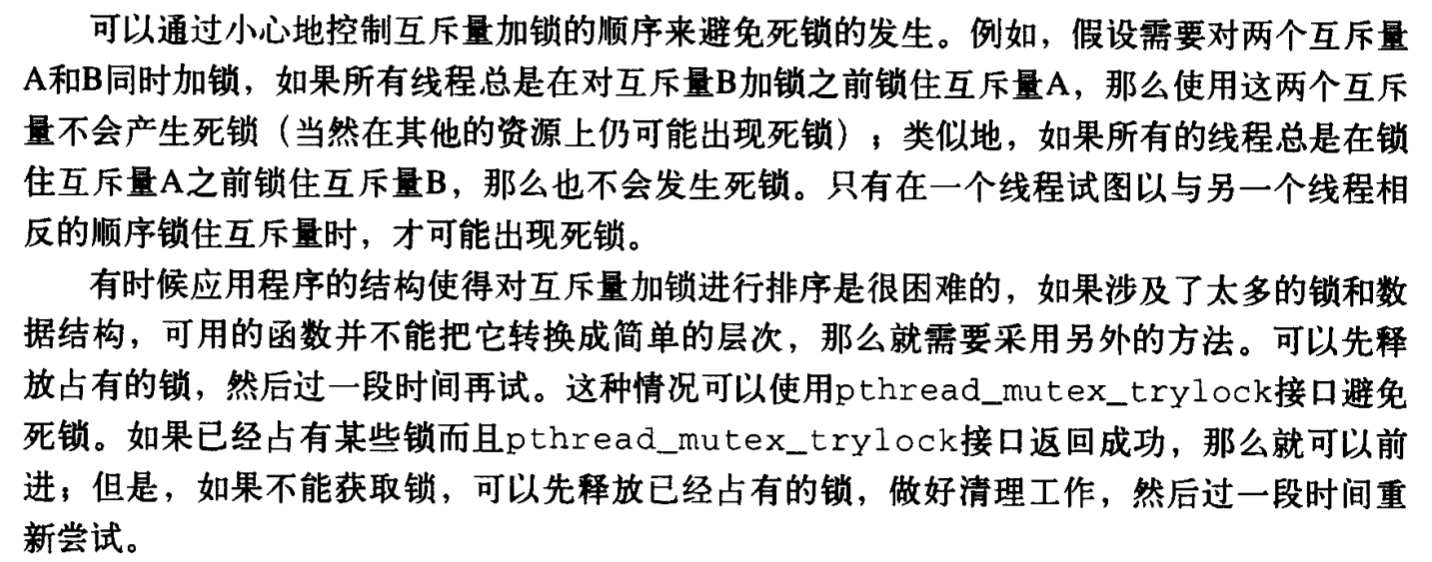 可以通过小心地控制互斥量加锁的顺序来避免死锁的发生。例如，假设需要对两个互斥量
A和B同时加锁，如果所有线程总是在对互斥量B加锁之前锁住互斥量A，那么使用这两个互斥
量不会产生死锁（当然在其他的资源上仍可能出现死锁）；类似地，如果所有的线程总是在锁
住互斥量A之前锁住互斥量B，那么也不会发生死锁。只有在一个线程试图以与另一个线程相
反的顺序锁住互斥量时，才可能出现死锁。
有时候应用程序的结构使得对互斥量加锁进行排序是很困难的，如果涉及了太多的锁和数
据结构，可用的函数并不能把它转换成简单的层次，那么就需要采用另外的方法。可以先释
放占有的锁，然后过一段时间再试。这种情况可以使用pthread_mutex_trylock接口避免
死锁。如果已经占有某些锁而且pthread_mutex_trylock接口返回成功，那么就可以前
进；但是，如果不能获取锁，可以先释放已经占有的锁，做好清理工作，然后过一段时间重
新尝试。